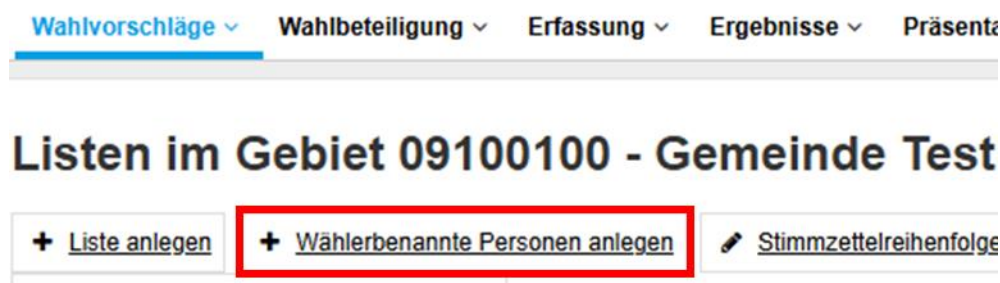 Wahlvorschläge Wahlbeteiligung Erfassung Ergebnisse
Listen im Gebiet 09100100 - Gemeinde Test
+ Liste anlegen + Wählerbenannte Personen anlegen Stimmzettelreihenfolge